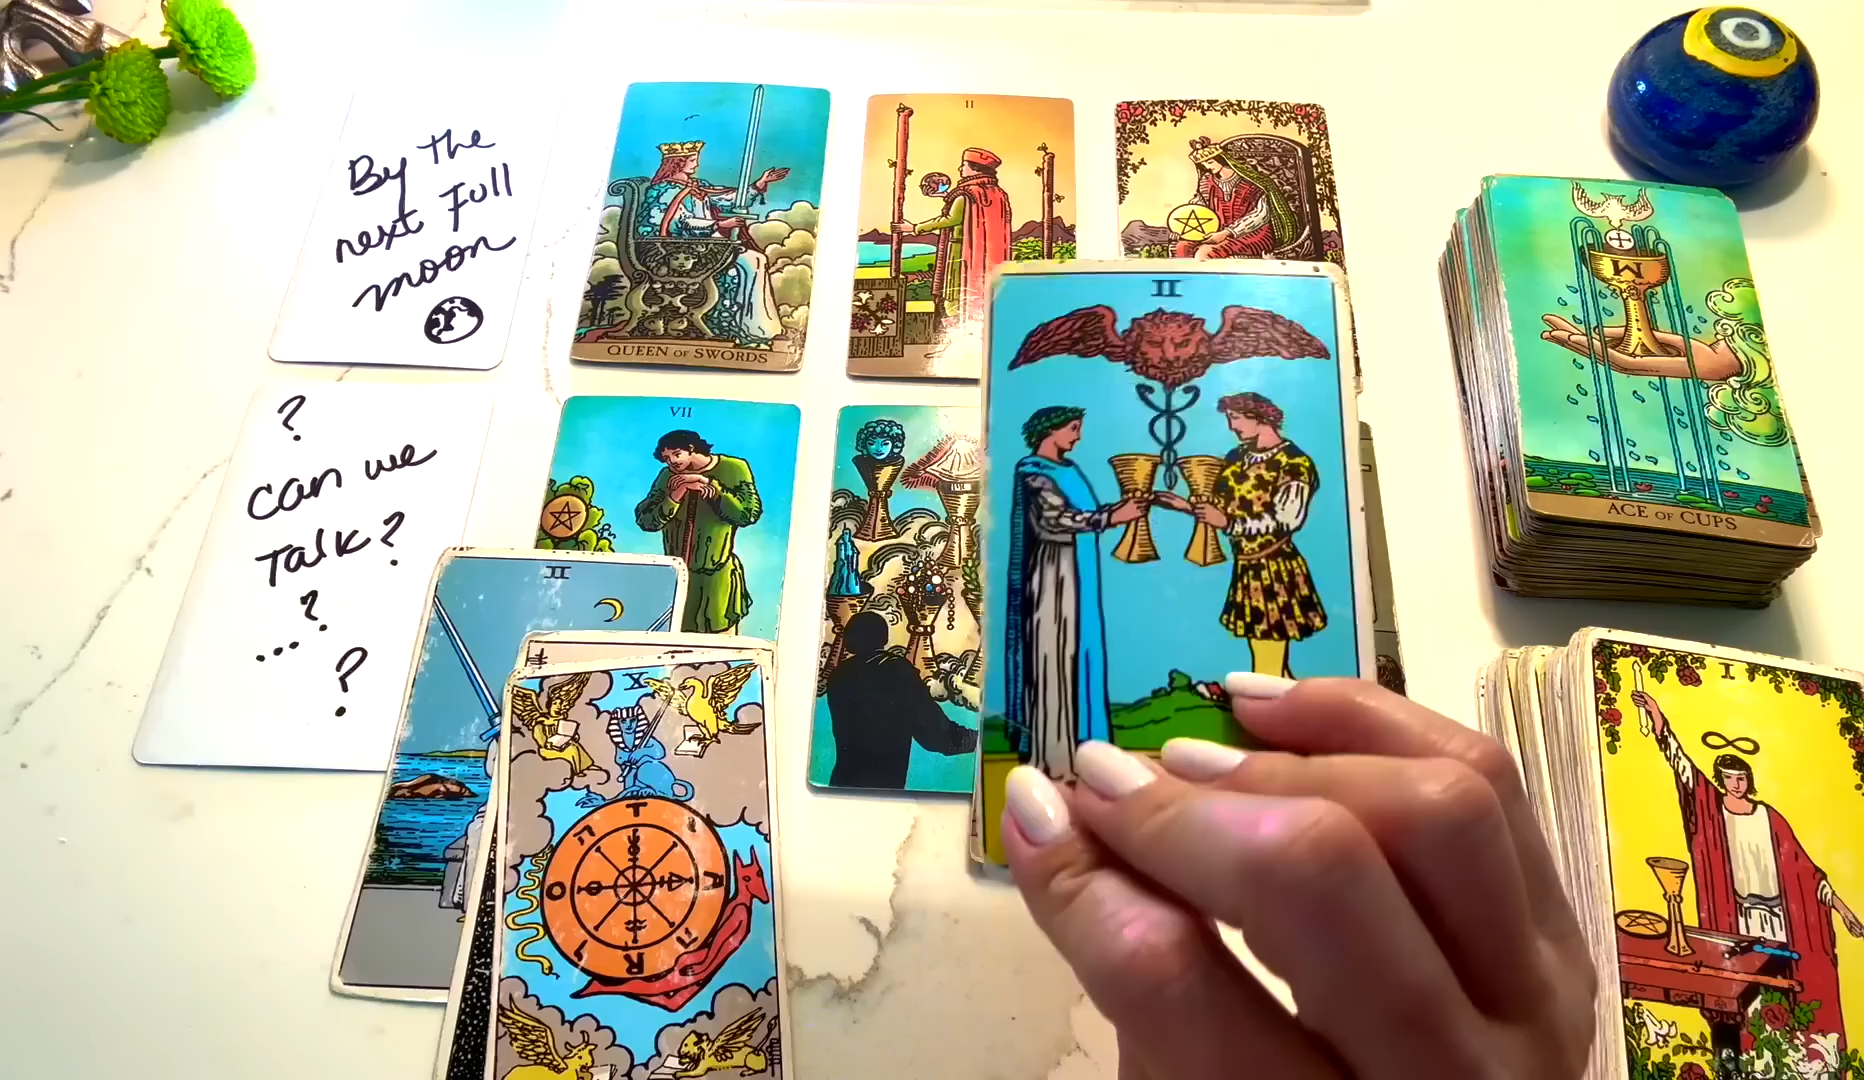 By the
next Full
moon
QUEEN OF SWORDS
II
?
can we
Talk?
...?
?
VII
II
X
T
A
R
O
II
ACE OF CUPS
I